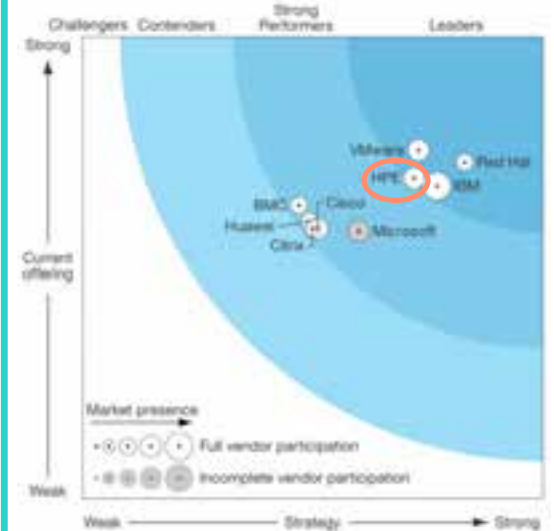 Challengers Contenders Strong Performers Leaders
Strong
VMware
Red Hat
HPE
IBM
BMC
Cisco
Huawei
Citrix
Microsoft
Current offering
Market presence
Full vendor participation
Incomplete vendor participation
Weak
Weak Strategy Strong